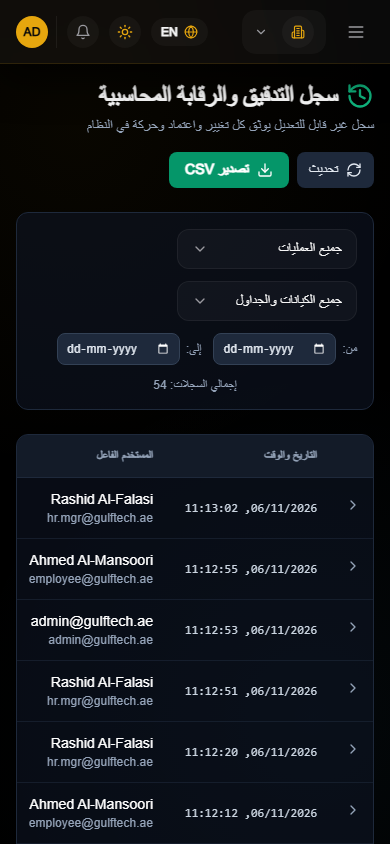 AD
EN
سجل التدقيق والرقابة المحاسبية
سجل غير قابل للتعديل يوثق كل تغيير واعتماد وحركة في النظام
تحديث
تصدير CSV
جميع العمليات
جميع الكيانات والجداول
من: dd-mm-yyyy إلى: dd-mm-yyyy
إجمالي السجلات: 54
التاريخ والوقت المستخدم الفاعل
06/11/2026, 11:13:02 Rashid Al-Falasi
hr.mgr@gulftech.ae
06/11/2026, 11:12:55 Ahmed Al-Mansoori
employee@gulftech.ae
06/11/2026, 11:12:53 admin@gulftech.ae
admin@gulftech.ae
06/11/2026, 11:12:51 Rashid Al-Falasi
hr.mgr@gulftech.ae
06/11/2026, 11:12:20 Rashid Al-Falasi
hr.mgr@gulftech.ae
06/11/2026, 11:12:12 Ahmed Al-Mansoori
employee@gulftech.ae